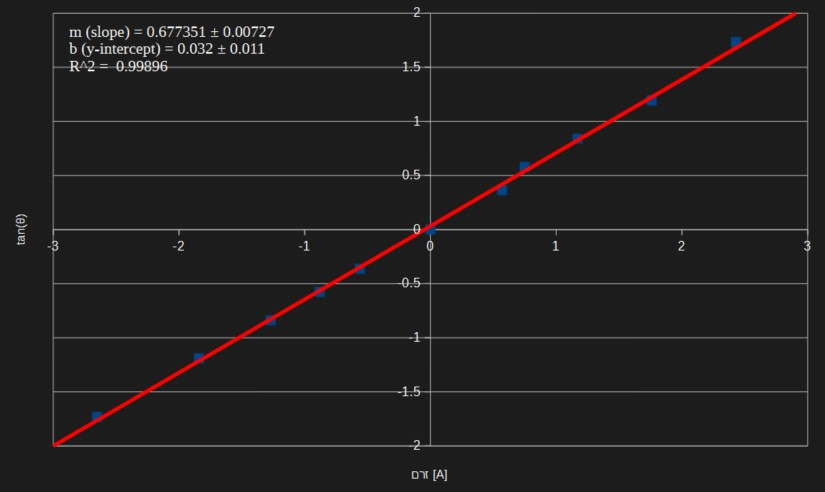 m (slope) = 0.677351 ± 0.00727
b (y-intercept) = 0.032 ± 0.011
R^2 = 0.99896
2
1.5
1
0.5
0
-0.5
-1
-1.5
-2
-3 -2 -1 0 1 2 3
tan(θ)
זרם [A]